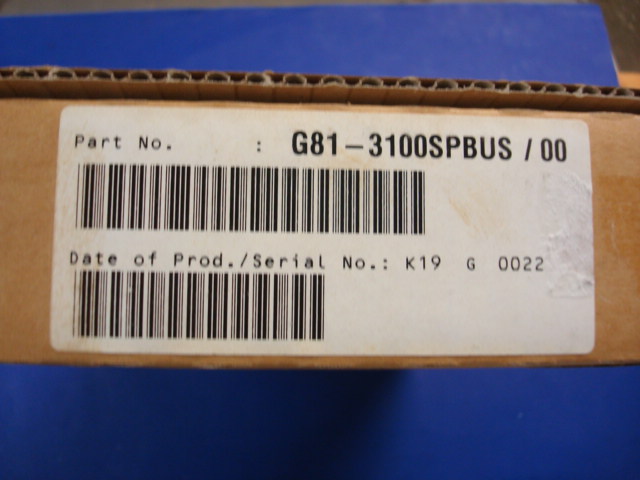 Part No. : G81-3100SPBUS / 00
Date of Prod./Serial No.: K19 G 0022